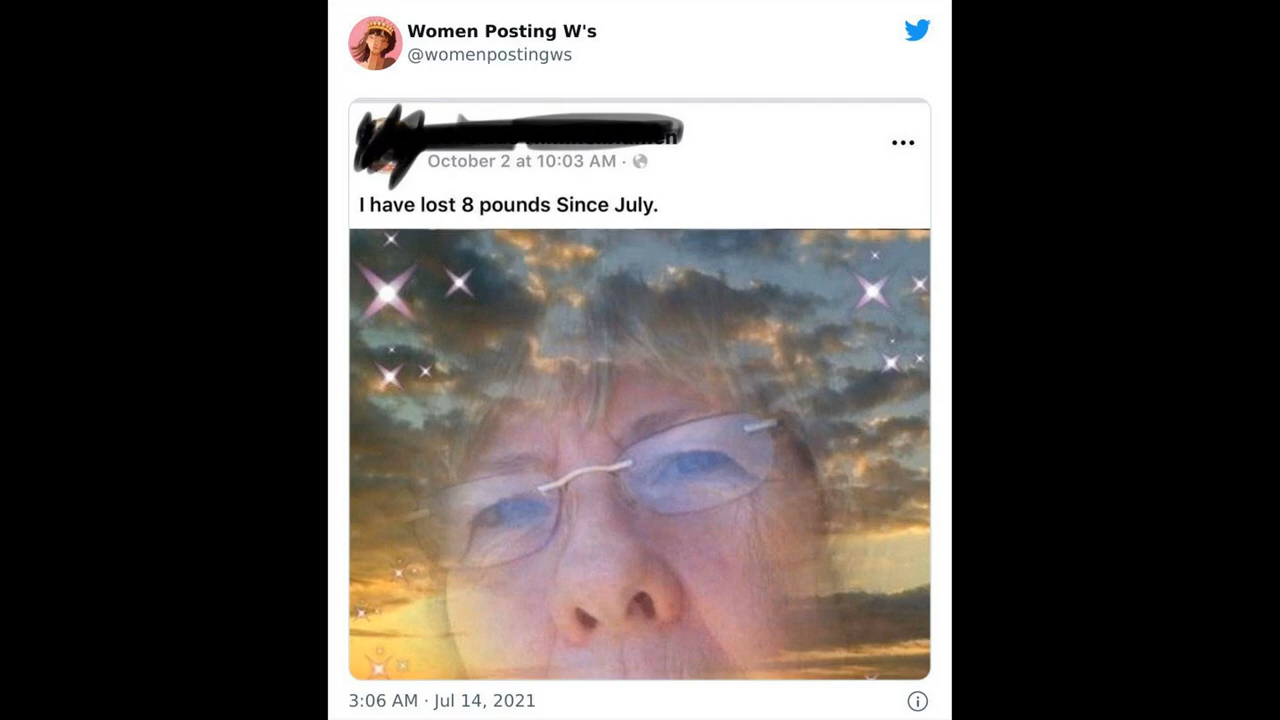 Women Posting W's
@womenpostingws
October 2 at 10:03 AM ·
I have lost 8 pounds Since July.
3:06 AM · Jul 14, 2021